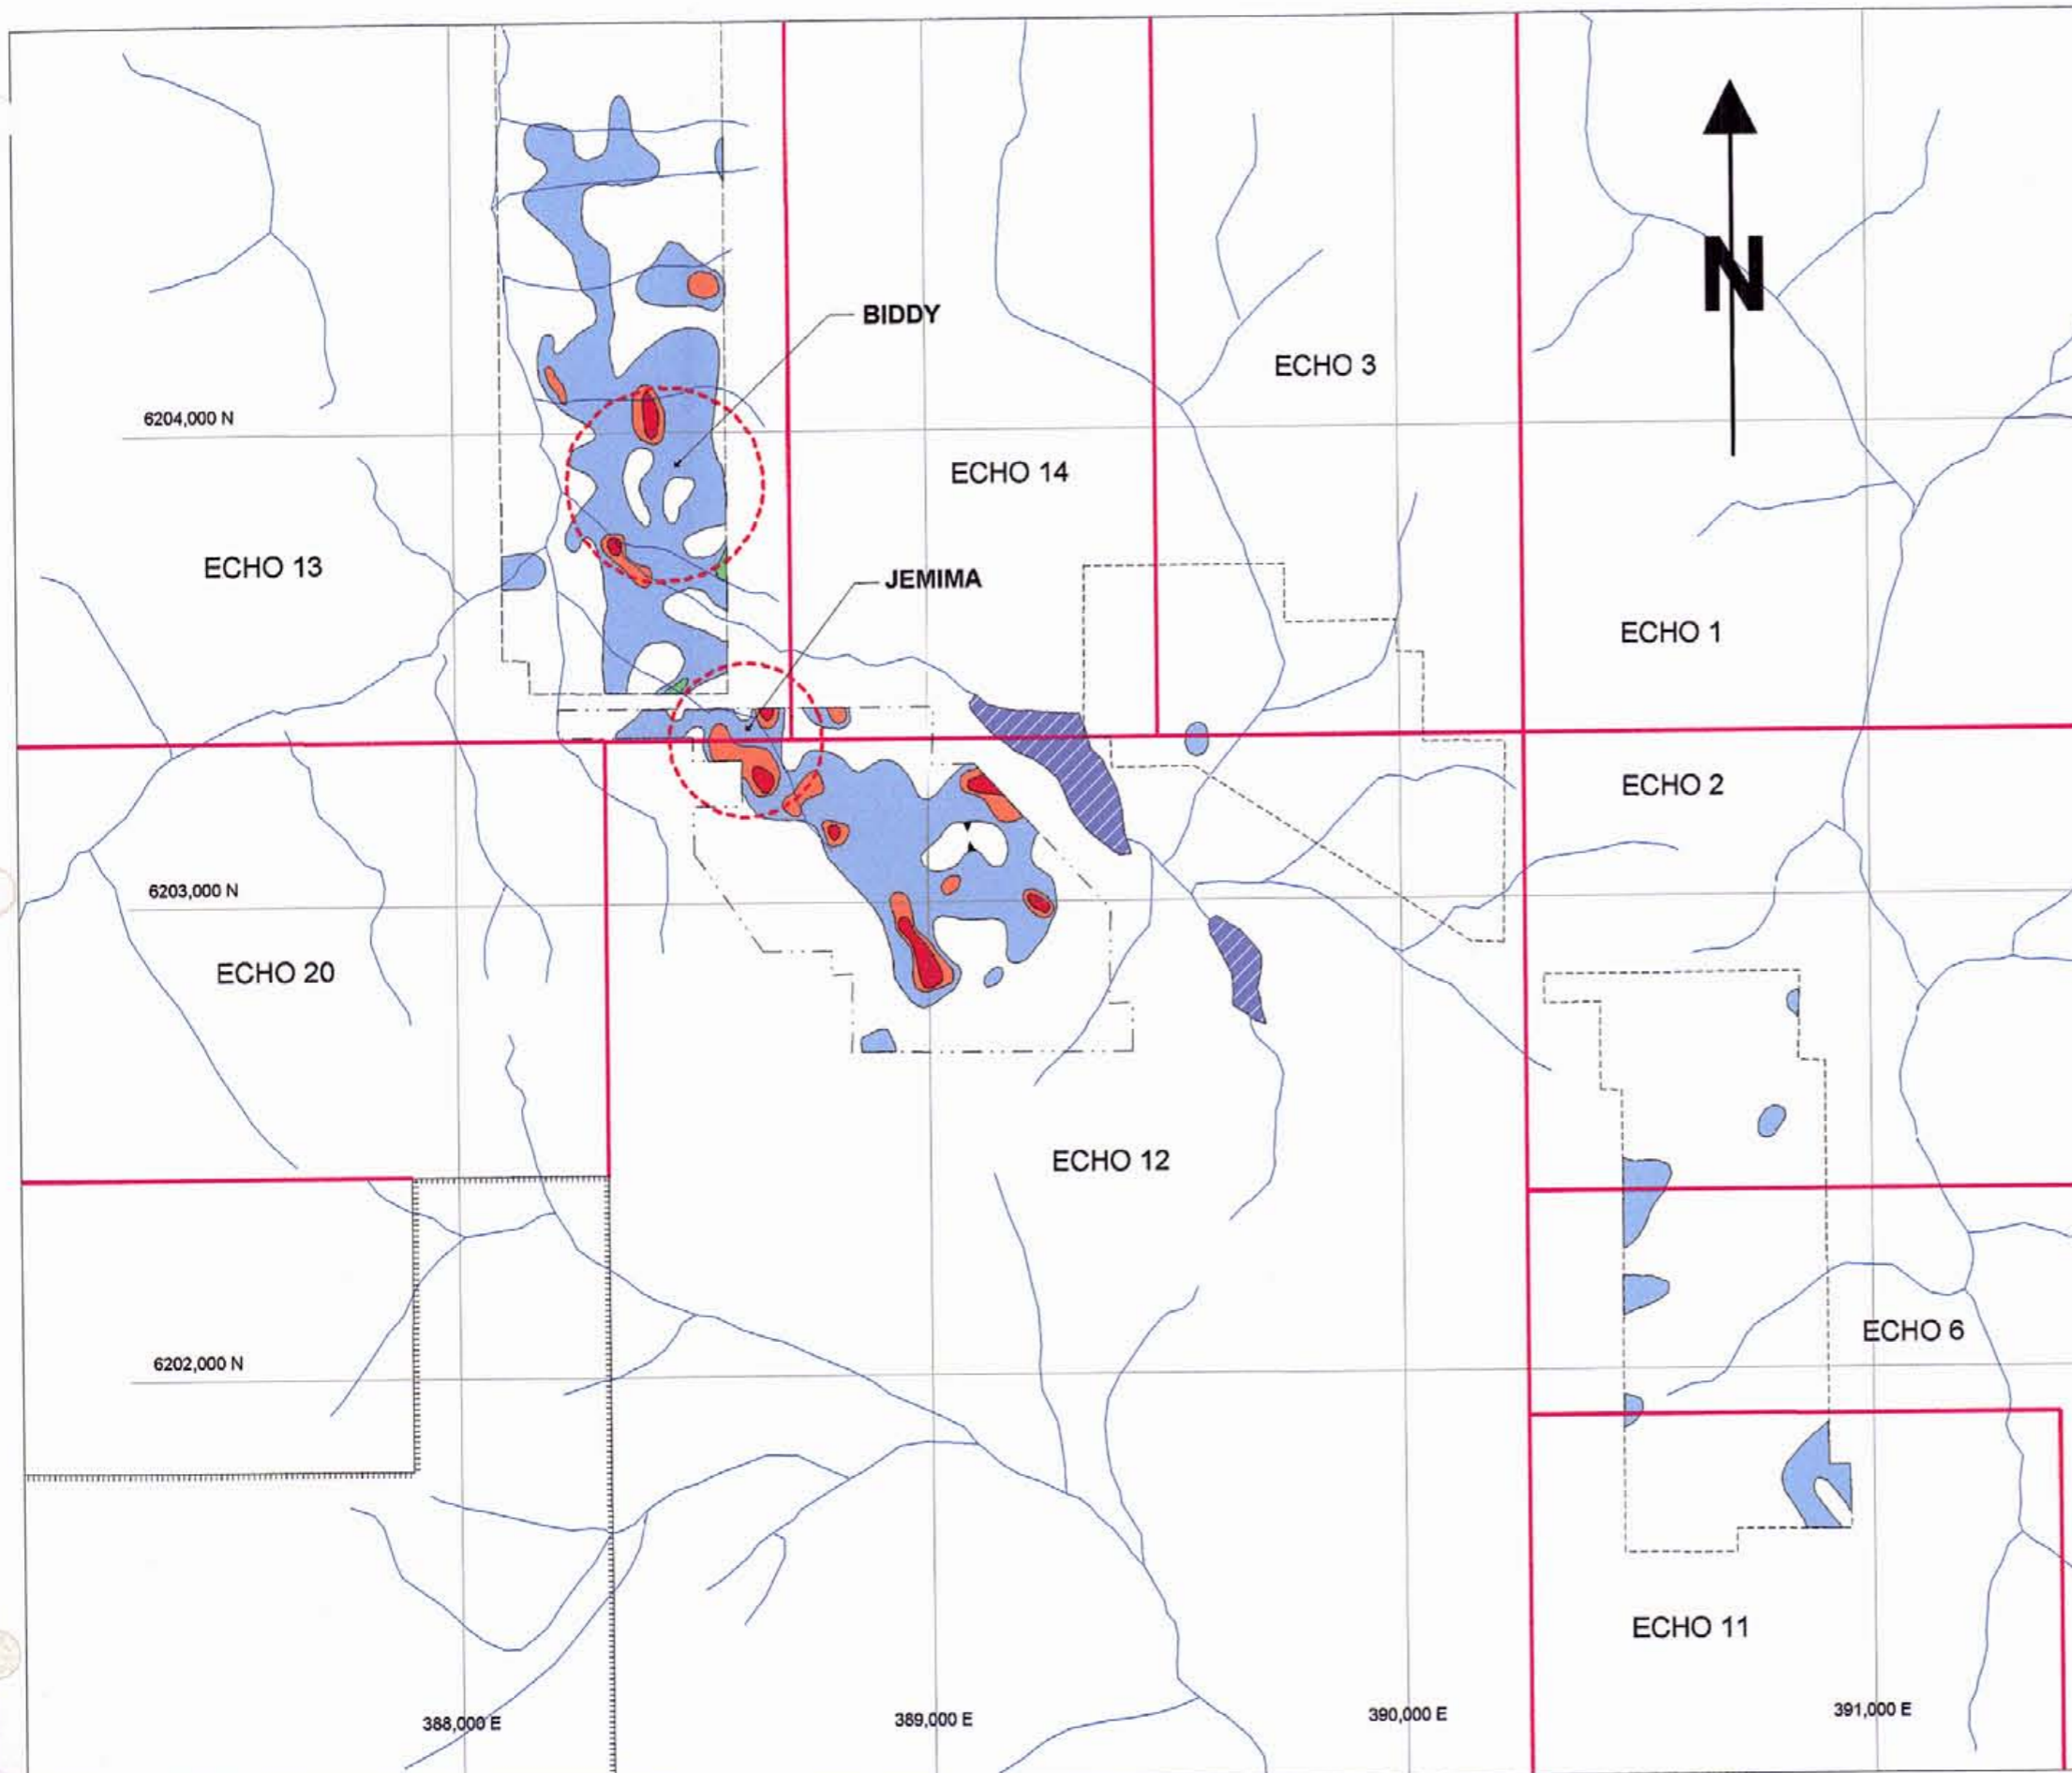 N
BIDDY
ECHO 3
6204,000 N
ECHO 14
ECHO 13
JEMIMA
ECHO 1
ECHO 2
6203,000 N
ECHO 20
ECHO 12
ECHO 6
6202,000 N
ECHO 11
388,000 E
389,000 E
390,000 E
391,000 E